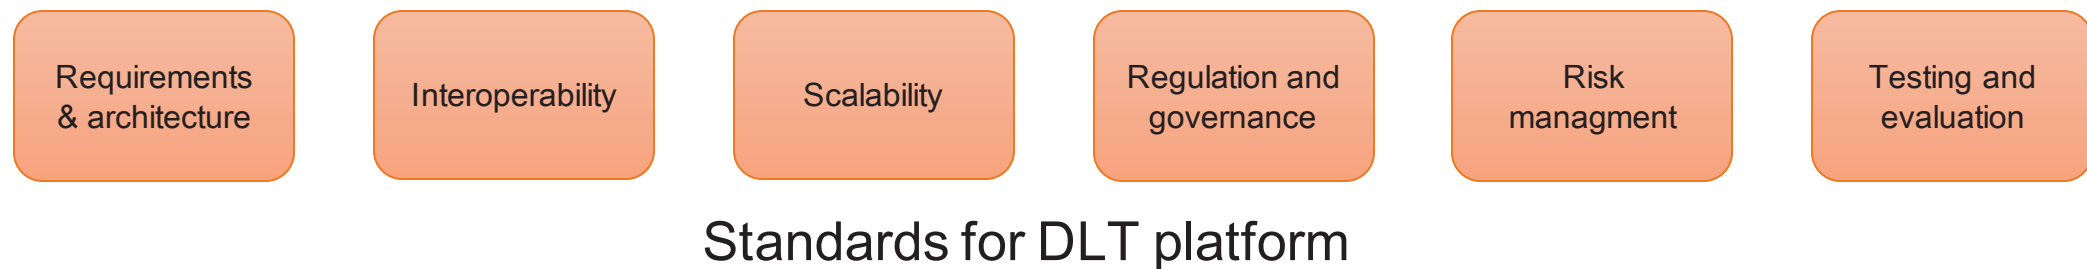 Requirements
& architecture
Interoperability
Scalability
Regulation and
governance
Risk
managment
Testing and
evaluation
Standards for DLT platform